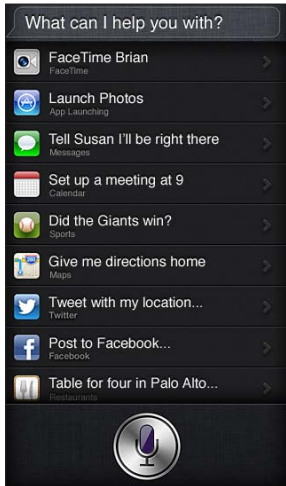 What can I help you with?
FaceTime Brian
FaceTime
Launch Photos
App Launching
Tell Susan I'll be right there
Messages
Set up a meeting at 9
Calendar
Did the Giants win?
Sports
Give me directions home
Maps
Tweet with my location...
Twitter
Post to Facebook...
Facebook
Table for four in Palo Alto...
Restaurants